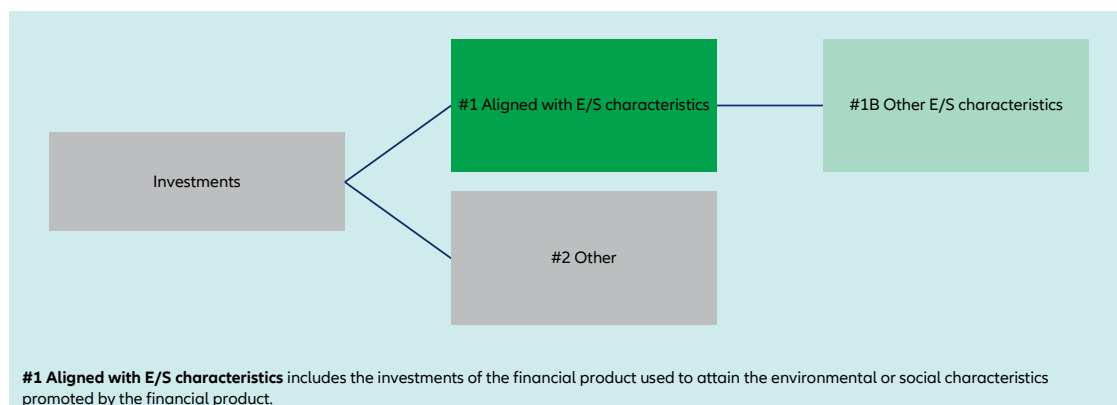 #1 Aligned with E/S characteristics
#1B Other E/S characteristics
Investments
#2 Other
#1 Aligned with E/S characteristics includes the investments of the financial product used to attain the environmental or social characteristics
promoted by the financial product.